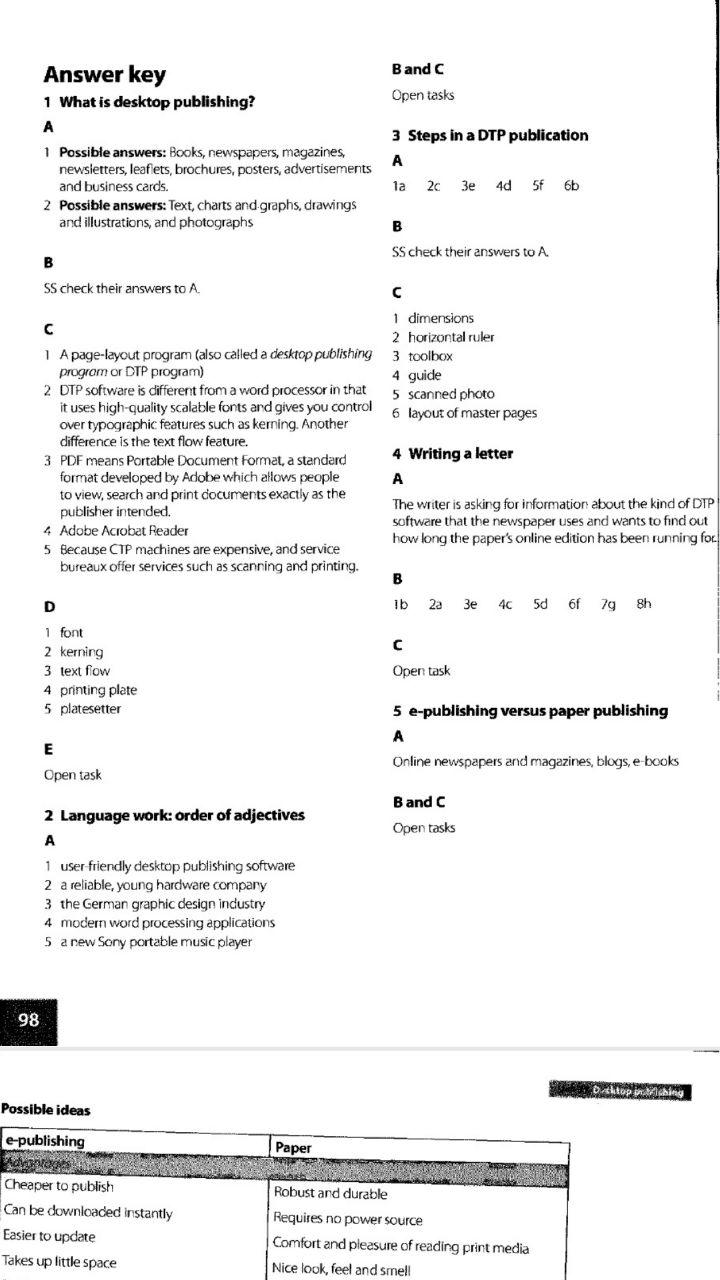 Answer key
1 What is desktop publishing?
A
1 Possible answers: Books, newspapers, magazines,
newsletters, leaflets, brochures, posters, advertisements
and business cards.
2 Possible answers: Text, charts and graphs, drawings
and illustrations, and photographs
B
SS check their answers to A.
C
1 A page-layout program (also called a desktop publishing
program or DTP program)
2 DTP software is different from a word processor in that
it uses high-quality scalable fonts and gives you control
over typographic features such as kerning. Another
difference is the text flow feature.
3 PDF means Portable Document Format, a standard
format developed by Adobe which allows people
to view, search and print documents exactly as the
publisher intended.
4 Adobe Acrobat Reader
5 Because CTP machines are expensive, and service
bureaux offer services such as scanning and printing.
D
1 font
2 kerning
3 text flow
4 printing plate
5 platesetter
E
Open task
2 Language work: order of adjectives
A
1 user-friendly desktop publishing software
2 a reliable, young hardware company
3 the German graphic design industry
4 modern word processing applications
5 a new Sony portable music player
B and C
Open tasks
3 Steps in a DTP publication
A
1a 2c 3e 4d 5f 6b
B
SS check their answers to A.
C
1 dimensions
2 horizontal ruler
3 toolbox
4 guide
5 scanned photo
6 layout of master pages
4 Writing a letter
A
The writer is asking for information about the kind of DTP
software that the newspaper uses and wants to find out
how long the paper's online edition has been running for.
B
1b 2a 3e 4c 5d 6f 7g 8h
C
Open task
5 e-publishing versus paper publishing
A
Online newspapers and magazines, blogs, e-books
B and C
Open tasks
98
Desktop publishing
Possible ideas
e-publishing
Paper
Advantages
Cheaper to publish
Robust and durable
Can be downloaded instantly
Requires no power source
Easier to update
Comfort and pleasure of reading print media
Takes up little space
Nice look, feel and smell